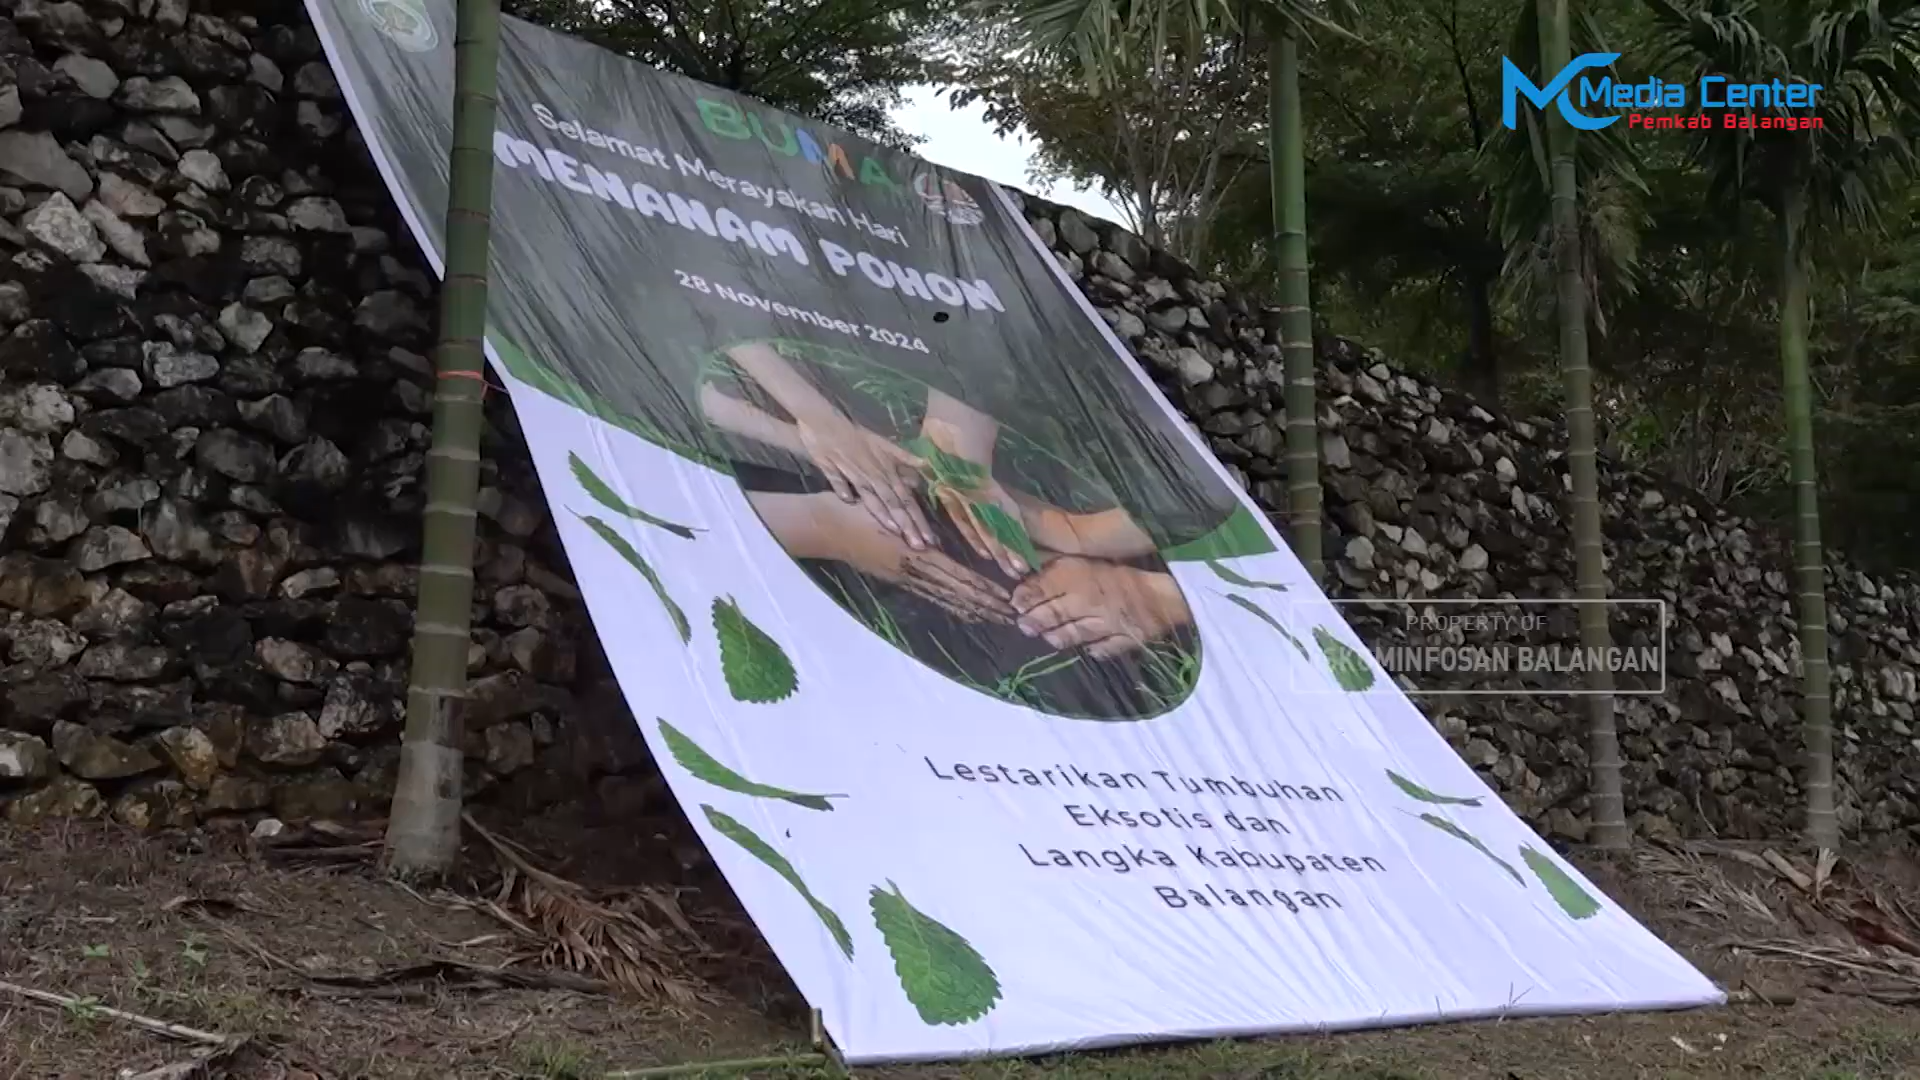 BUMA
Selamat Merayakan Hari
MENANAM POHON
28 November 2024
Lestarikan Tumbuhan
Eksotis dan
Langka Kabupaten
Balangan
MC Media Center
Pemkab Balangan
PROPERTY OF
BALANGAN